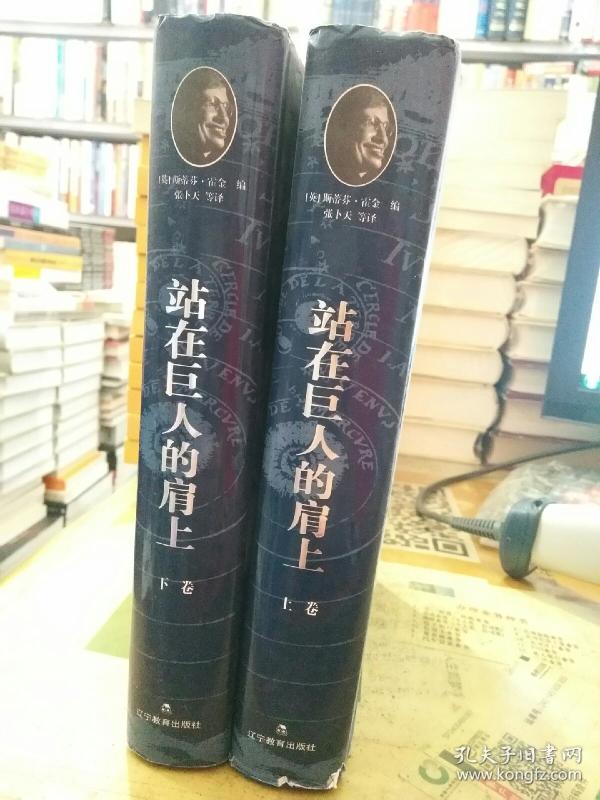 [英]斯蒂芬·霍金 编
张卜天 等译
站在巨人的肩上
下卷
辽宁教育出版社
[英]斯蒂芬·霍金 编
张卜天 等译
站在巨人的肩上
上卷
辽宁教育出版社
孔夫子旧书网
www.kongfz.com